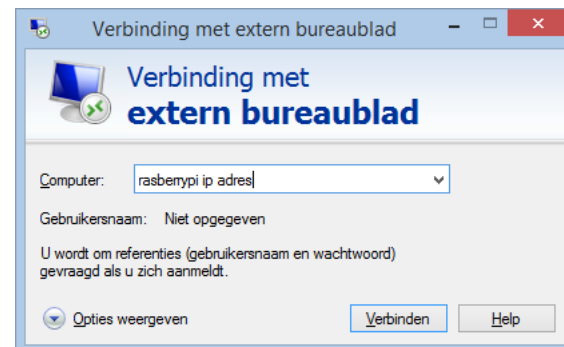 Verbinding met extern bureaublad
Verbinding met
extern bureaublad
Computer: rasberrypi ip adres
Gebruikersnaam: Niet opgegeven
U wordt om referenties (gebruikersnaam en wachtwoord)
gevraagd als u zich aanmeldt.
Opties weergeven Verbinden Help